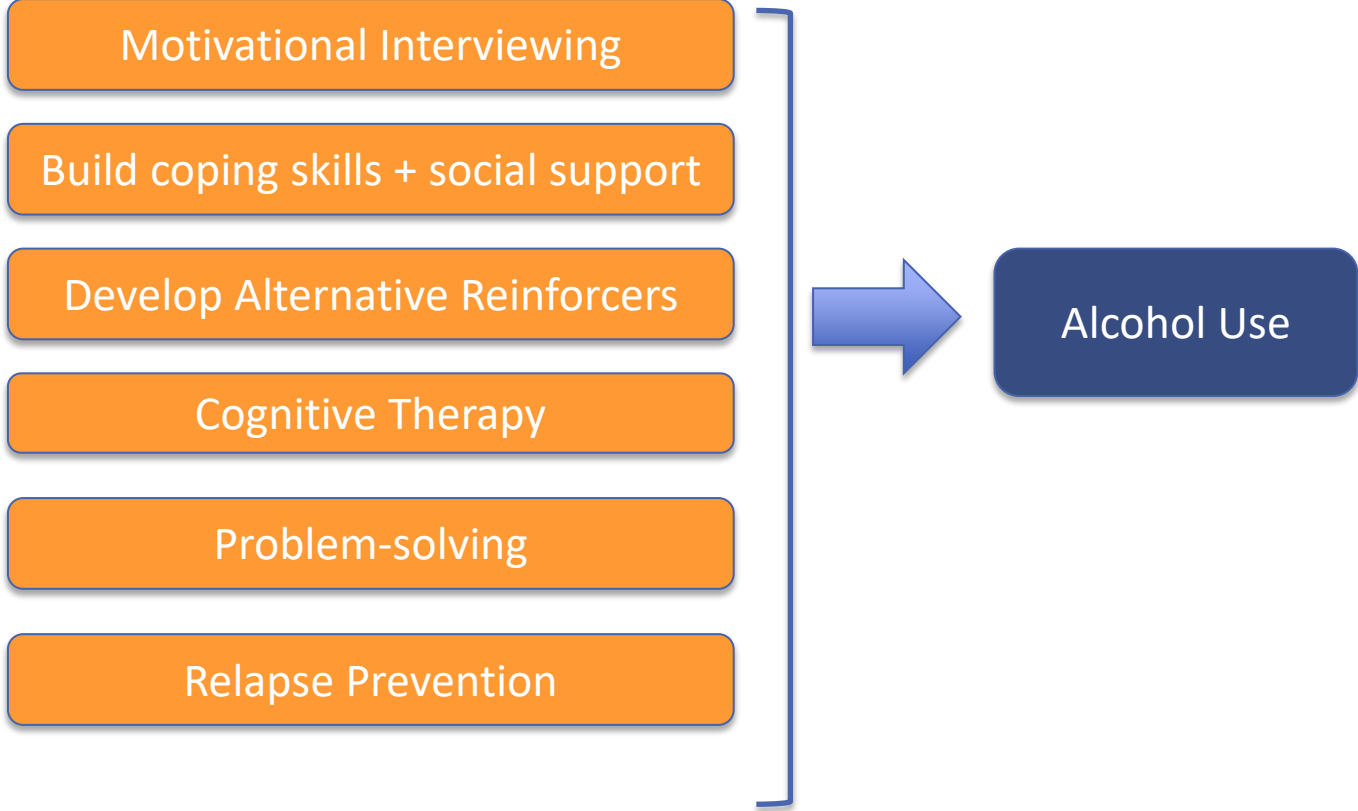 Motivational Interviewing
Build coping skills + social support
Develop Alternative Reinforcers
Cognitive Therapy
Problem-solving
Relapse Prevention
Alcohol Use